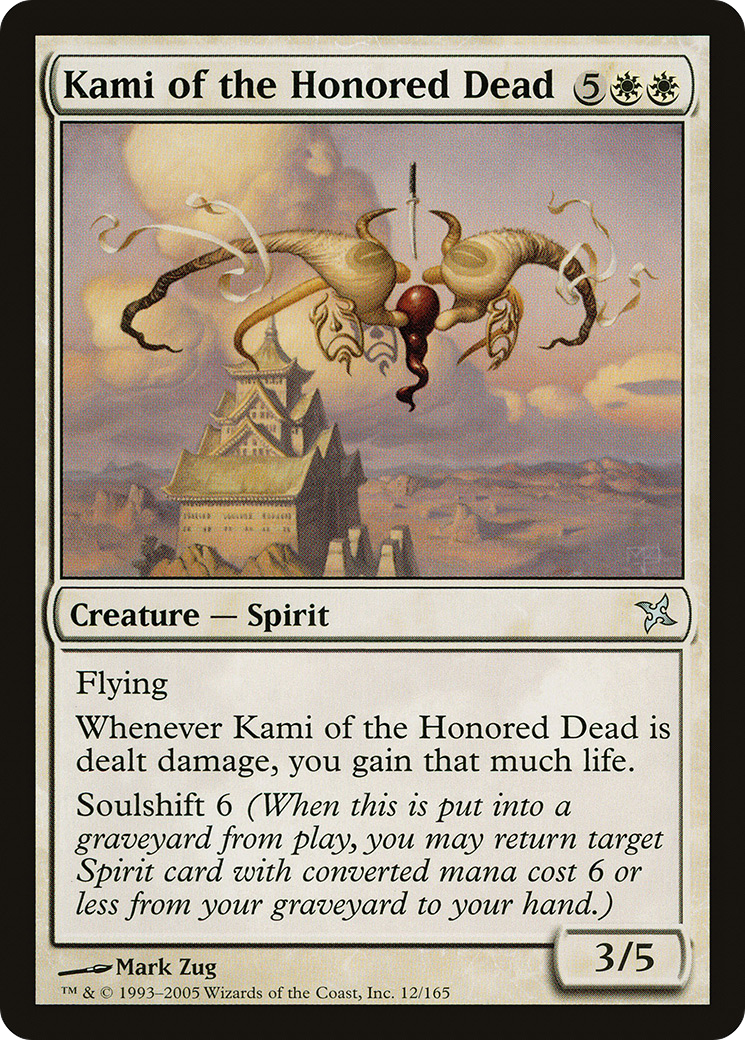 Kami of the Honored Dead 5
Creature — Spirit
Flying
Whenever Kami of the Honored Dead is
dealt damage, you gain that much life.
Soulshift 6 (When this is put into a
graveyard from play, you may return target
Spirit card with converted mana cost 6 or
less from your graveyard to your hand.)
3/5
Mark Zug
™ & © 1993–2005 Wizards of the Coast, Inc. 12/165